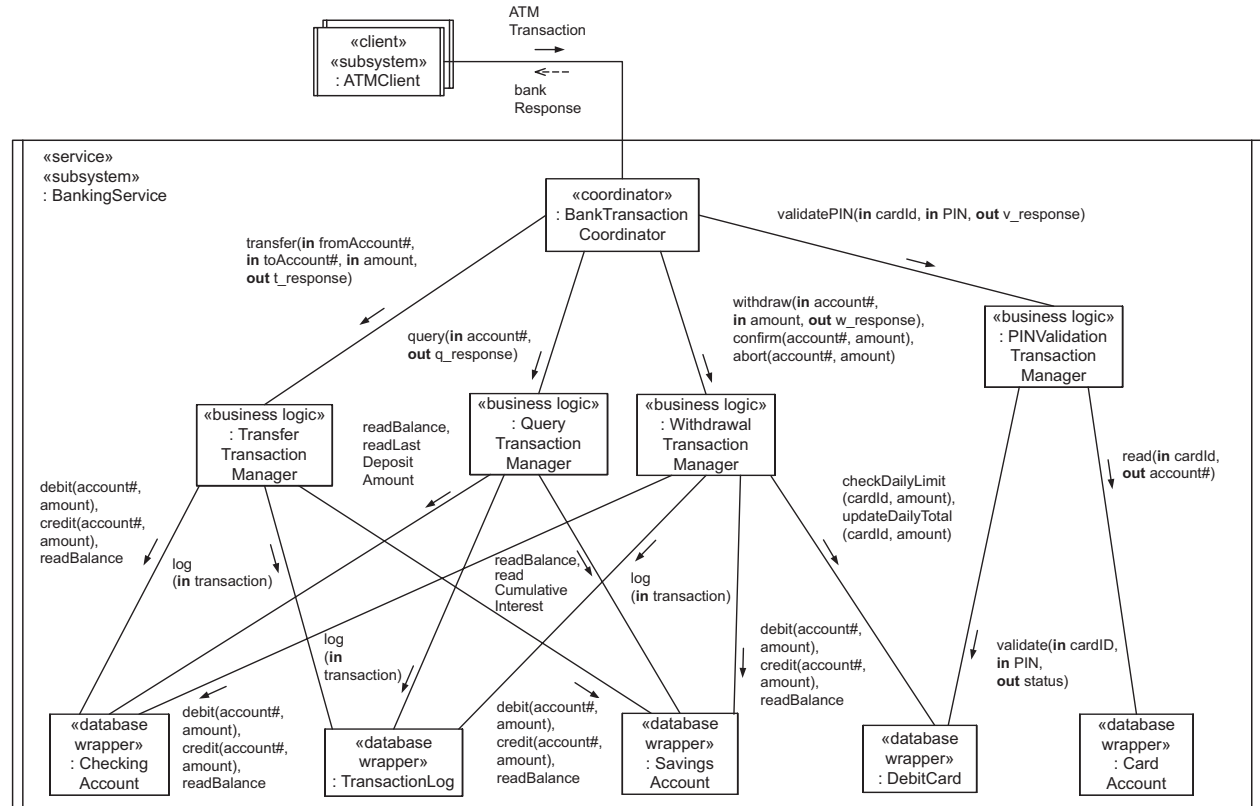 ATM
Transaction
«client»
«subsystem»
: ATMClient
bank
Response
«service»
«subsystem»
: BankingService
«coordinator»
: BankTransaction
Coordinator
validatePIN(in cardId, in PIN, out v_response)
transfer(in fromAccount#,
in toAccount#, in amount,
out t_response)
query(in account#,
out q_response)
withdraw(in account#,
in amount, out w_response),
confirm(account#, amount),
abort(account#, amount)
«business logic»
: PINValidation
Transaction
Manager
«business logic»
: Transfer
Transaction
Manager
«business logic»
: Query
Transaction
Manager
«business logic»
: Withdrawal
Transaction
Manager
readBalance,
readLast
Deposit
Amount
read(in cardId,
out account#)
checkDailyLimit
(cardId, amount),
updateDailyTotal
(cardId, amount)
debit(account#,
amount),
credit(account#,
amount),
readBalance
log
(in transaction)
readBalance,
read
Cumulative
Interest
log
(in transaction)
log
(in
transaction)
debit(account#,
amount),
credit(account#,
amount),
readBalance
validate(in cardID,
in PIN,
out status)
debit(account#,
amount),
credit(account#,
amount),
readBalance
debit(account#,
amount),
credit(account#,
amount),
readBalance
«database
wrapper»
: Checking
Account
«database
wrapper»
: TransactionLog
«database
wrapper»
: Savings
Account
«database
wrapper»
: DebitCard
«database
wrapper»
: Card
Account